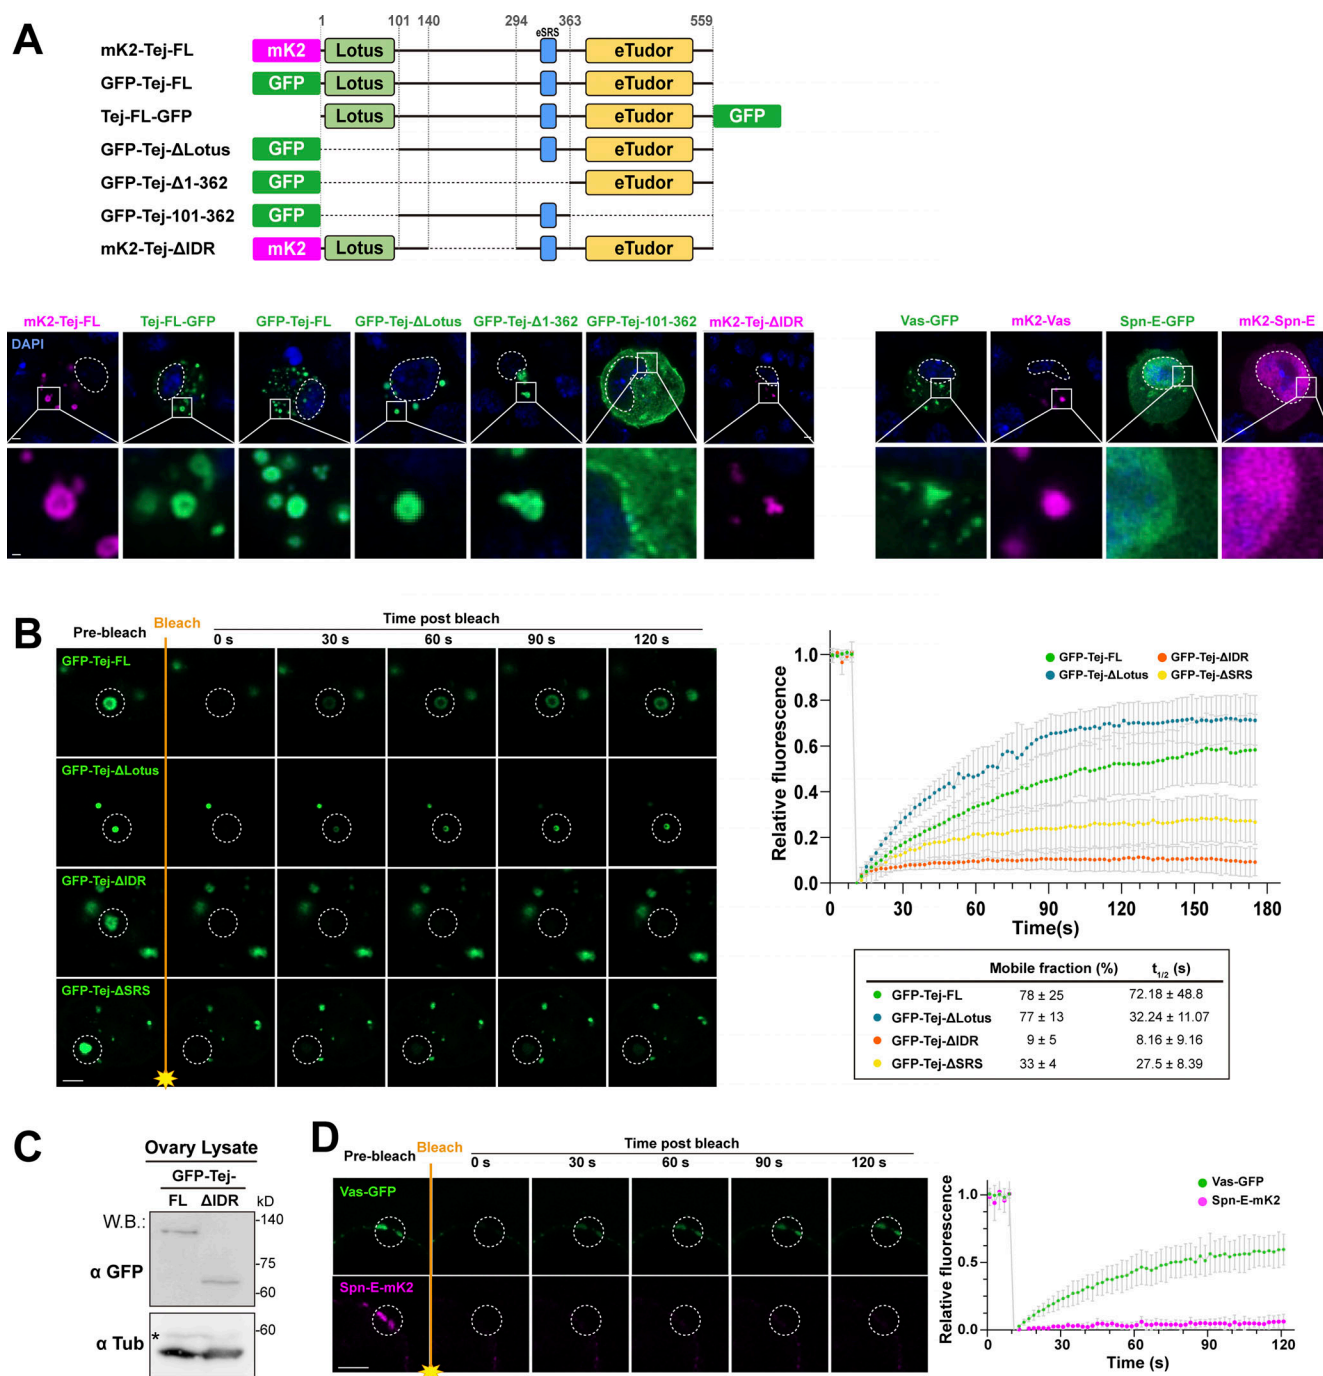 A
1 101 140 294 363 559
eSRS
mK2-Tej-FL mK2 Lotus eTudor
GFP-Tej-FL GFP Lotus eTudor
Tej-FL-GFP Lotus eTudor GFP
GFP-Tej-ΔLotus GFP eTudor
GFP-Tej-Δ1-362 GFP eTudor
GFP-Tej-101-362 GFP
mK2-Tej-ΔIDR mK2 Lotus eTudor
mK2-Tej-FL Tej-FL-GFP GFP-Tej-FL GFP-Tej-ΔLotus GFP-Tej-Δ1-362 GFP-Tej-101-362 mK2-Tej-ΔIDR Vas-GFP mK2-Vas Spn-E-GFP mK2-Spn-E
DAPI
B
Bleach
Time post bleach
Pre-bleach 0 s 30 s 60 s 90 s 120 s
GFP-Tej-FL
GFP-Tej-ΔLotus
GFP-Tej-ΔIDR
GFP-Tej-ΔSRS
GFP-Tej-FL GFP-Tej-ΔIDR
GFP-Tej-ΔLotus GFP-Tej-ΔSRS
Relative fluorescence
1.0
0.8
0.6
0.4
0.2
0.0
0 30 60 90 120 150 180
Time(s)
Mobile fraction (%) t1/2 (s)
GFP-Tej-FL 78 ± 25 72.18 ± 48.8
GFP-Tej-ΔLotus 77 ± 13 32.24 ± 11.07
GFP-Tej-ΔIDR 9 ± 5 8.16 ± 9.16
GFP-Tej-ΔSRS 33 ± 4 27.5 ± 8.39
C
Ovary Lysate
GFP-Tej-
FL ΔIDR kD
W.B.:
-140
α GFP
-75
-60
-60
*
α Tub
D
Bleach
Time post bleach
Pre-bleach 0 s 30 s 60 s 90 s 120 s
Vas-GFP
Spn-E-mK2
Vas-GFP
Spn-E-mK2
Relative fluorescence
1.0
0.5
0.0
0 30 60 90 121
Time (s)